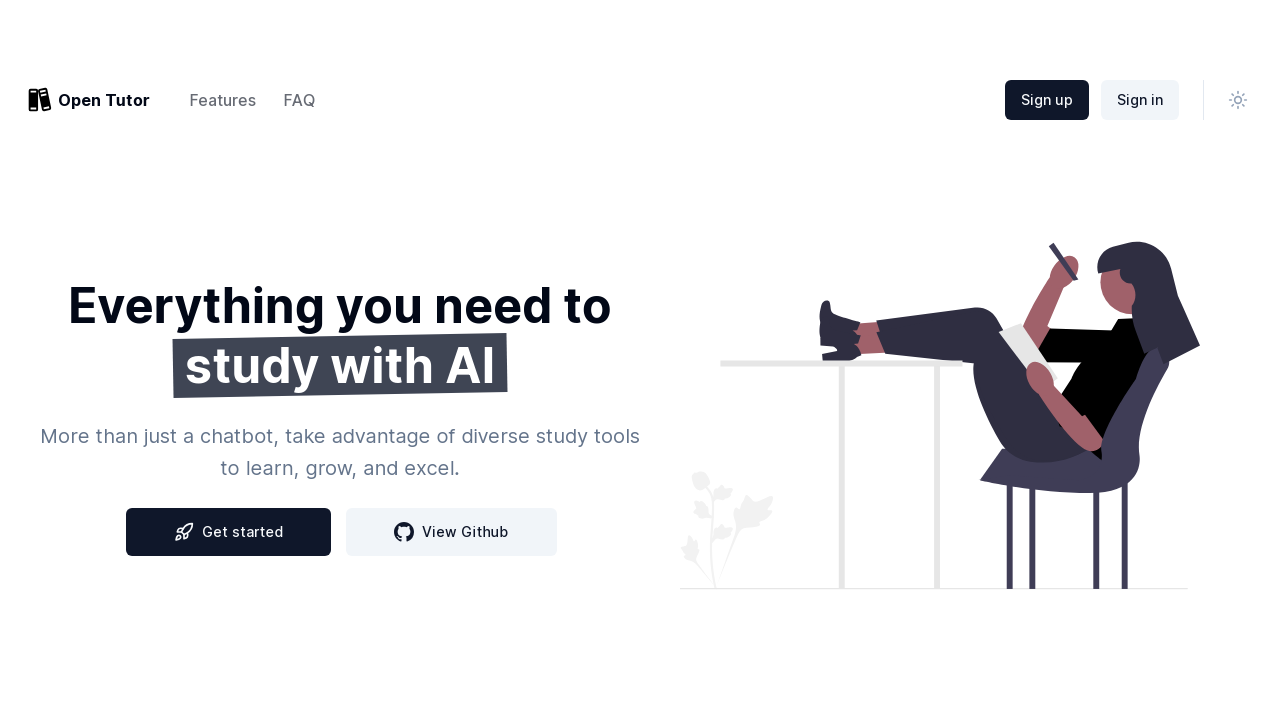 Open Tutor
Features
FAQ
Sign up
Sign in
Everything you need to
study with AI
More than just a chatbot, take advantage of diverse study tools
to learn, grow, and excel.
Get started
View Github